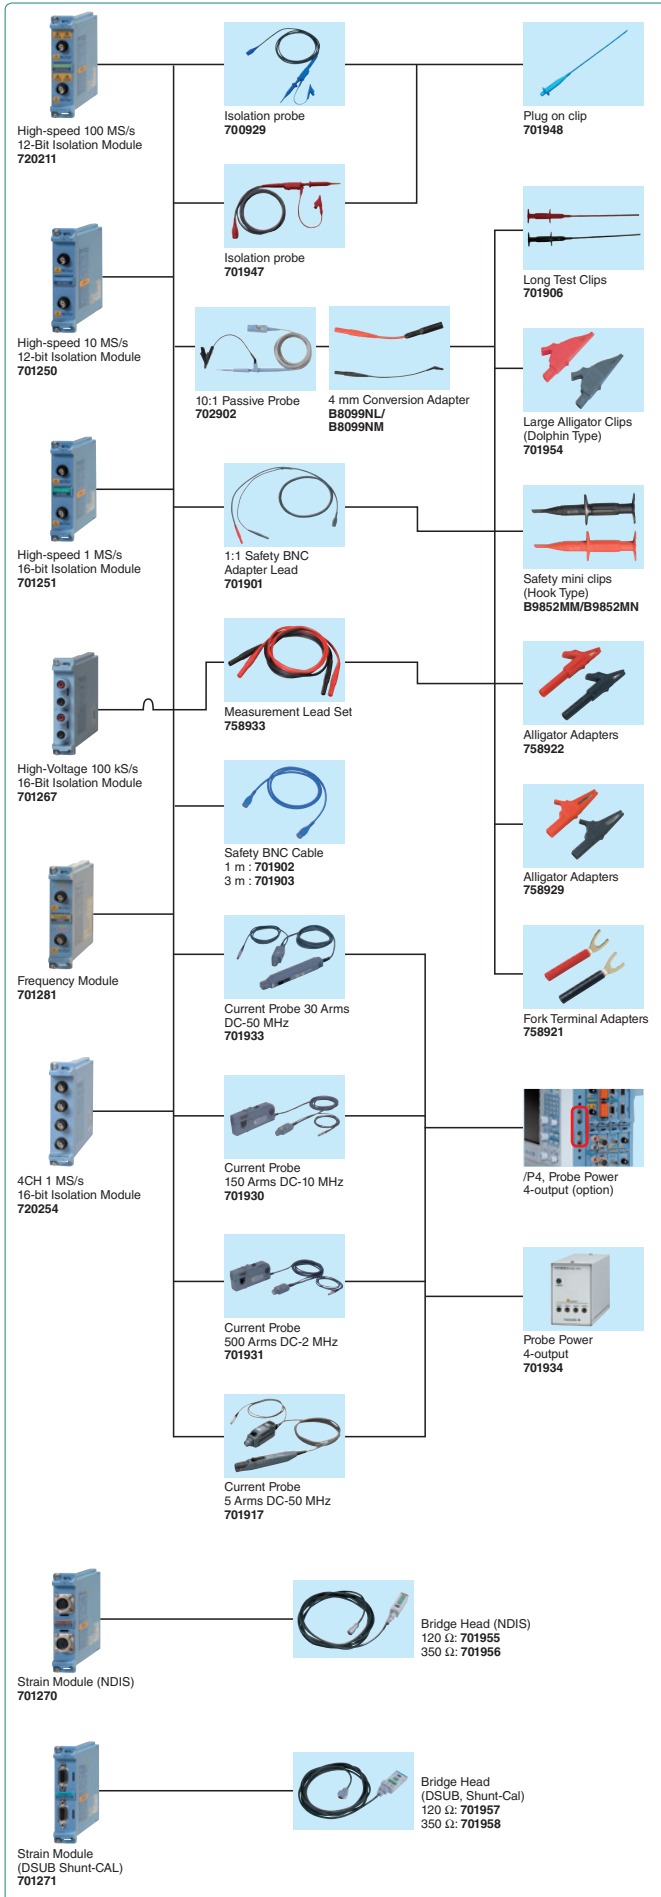 High-speed 100 MS/s
12-Bit Isolation Module
720211
Isolation probe
700929
Plug on clip
701948
Isolation probe
701947
Long Test Clips
701906
High-speed 10 MS/s
12-bit Isolation Module
701250
10:1 Passive Probe
702902
4 mm Conversion Adapter
B8099NL/
B8099NM
Large Alligator Clips
(Dolphin Type)
701954
High-speed 1 MS/s
16-bit Isolation Module
701251
1:1 Safety BNC
Adapter Lead
701901
Safety mini clips
(Hook Type)
B9852MM/B9852MN
Measurement Lead Set
758933
Alligator Adapters
758922
High-Voltage 100 kS/s
16-Bit Isolation Module
701267
Safety BNC Cable
1 m : 701902
3 m : 701903
Alligator Adapters
758929
Frequency Module
701281
Current Probe 30 Arms
DC-50 MHz
701933
Fork Terminal Adapters
758921
4CH 1 MS/s
16-bit Isolation Module
720254
Current Probe
150 Arms DC-10 MHz
701930
/P4, Probe Power
4-output (option)
Current Probe
500 Arms DC-2 MHz
701931
Probe Power
4-output
701934
Current Probe
5 Arms DC-50 MHz
701917
Strain Module (NDIS)
701270
Bridge Head (NDIS)
120 Ω: 701955
350 Ω: 701956
Strain Module
(DSUB Shunt-CAL)
701271
Bridge Head
(DSUB, Shunt-Cal)
120 Ω: 701957
350 Ω: 701958